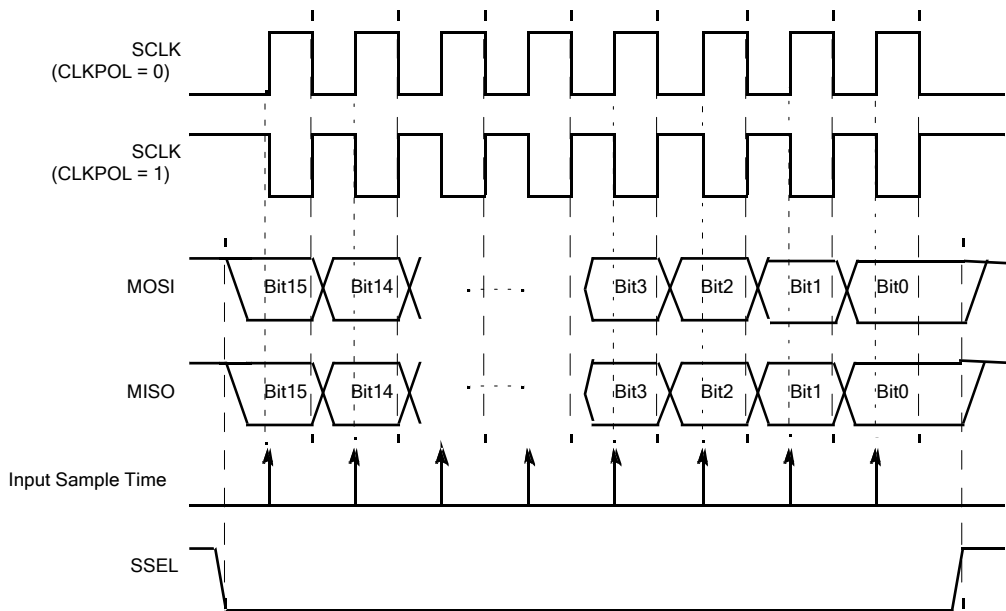 SCLK
(CLKPOL = 0)
SCLK
(CLKPOL = 1)
MOSI
Bit15 Bit14 Bit3 Bit2 Bit1 Bit0
MISO
Bit15 Bit14 Bit3 Bit2 Bit1 Bit0
Input Sample Time
SSEL